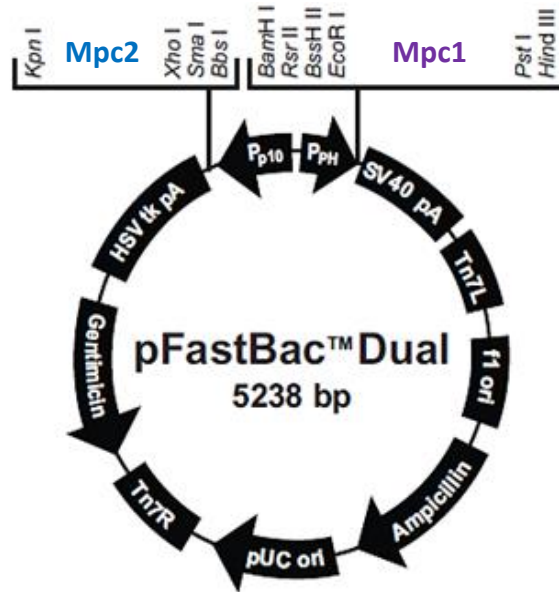 Kpn I
Mpc2
Xho I
Sma I
Bbs I
BamH I
Rsr II
BssH II
EcoR I
Mpc1
Pst I
Hind III
Pp10
PPH
SV40 pA
Tn7L
f1 ori
Ampicillin
pUC ori
Tn7R
Gentimicin
HSV tk pA
pFastBac™Dual
5238 bp